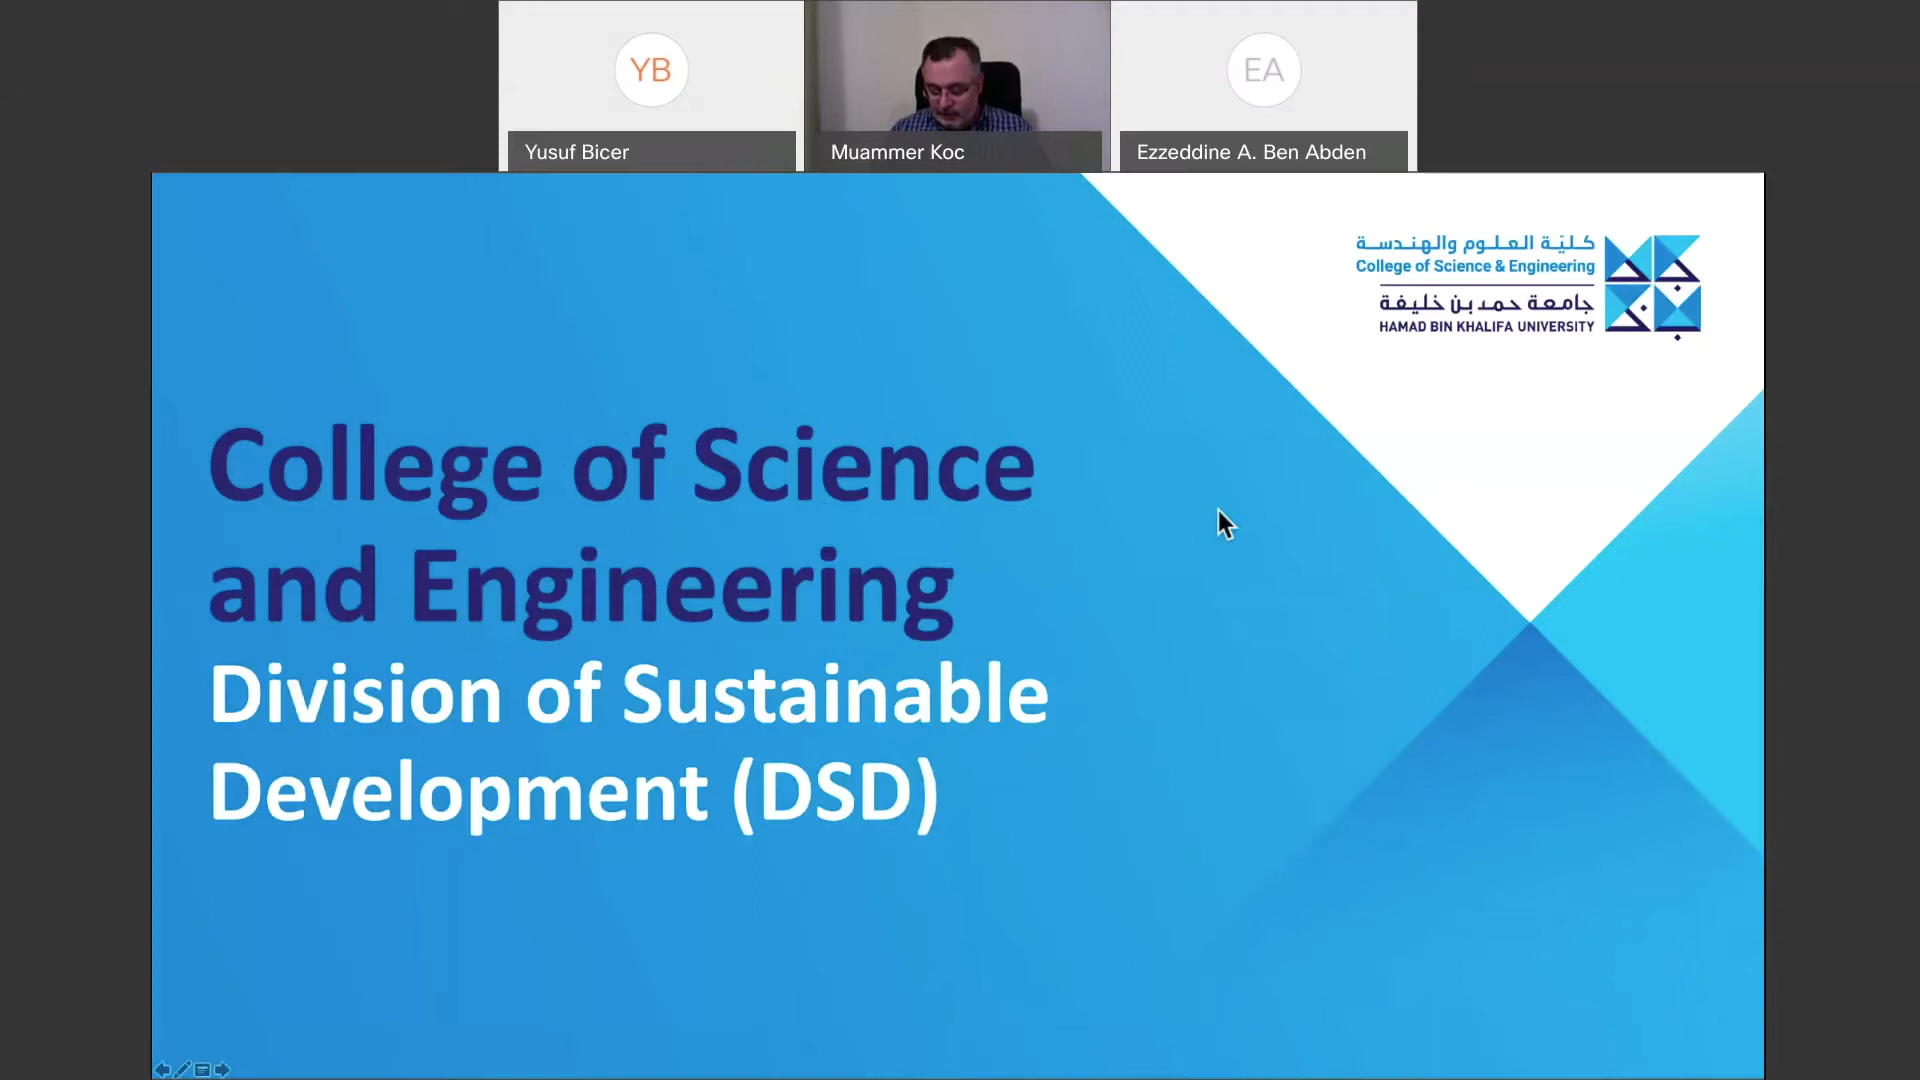 YB
EA
Yusuf Bicer
Muammer Koc
Ezzeddine A. Ben Abden
كليّة العلوم والهندسة
College of Science & Engineering
جامعة حمد بن خليفة
HAMAD BIN KHALIFA UNIVERSITY
College of Science
and Engineering
Division of Sustainable
Development (DSD)